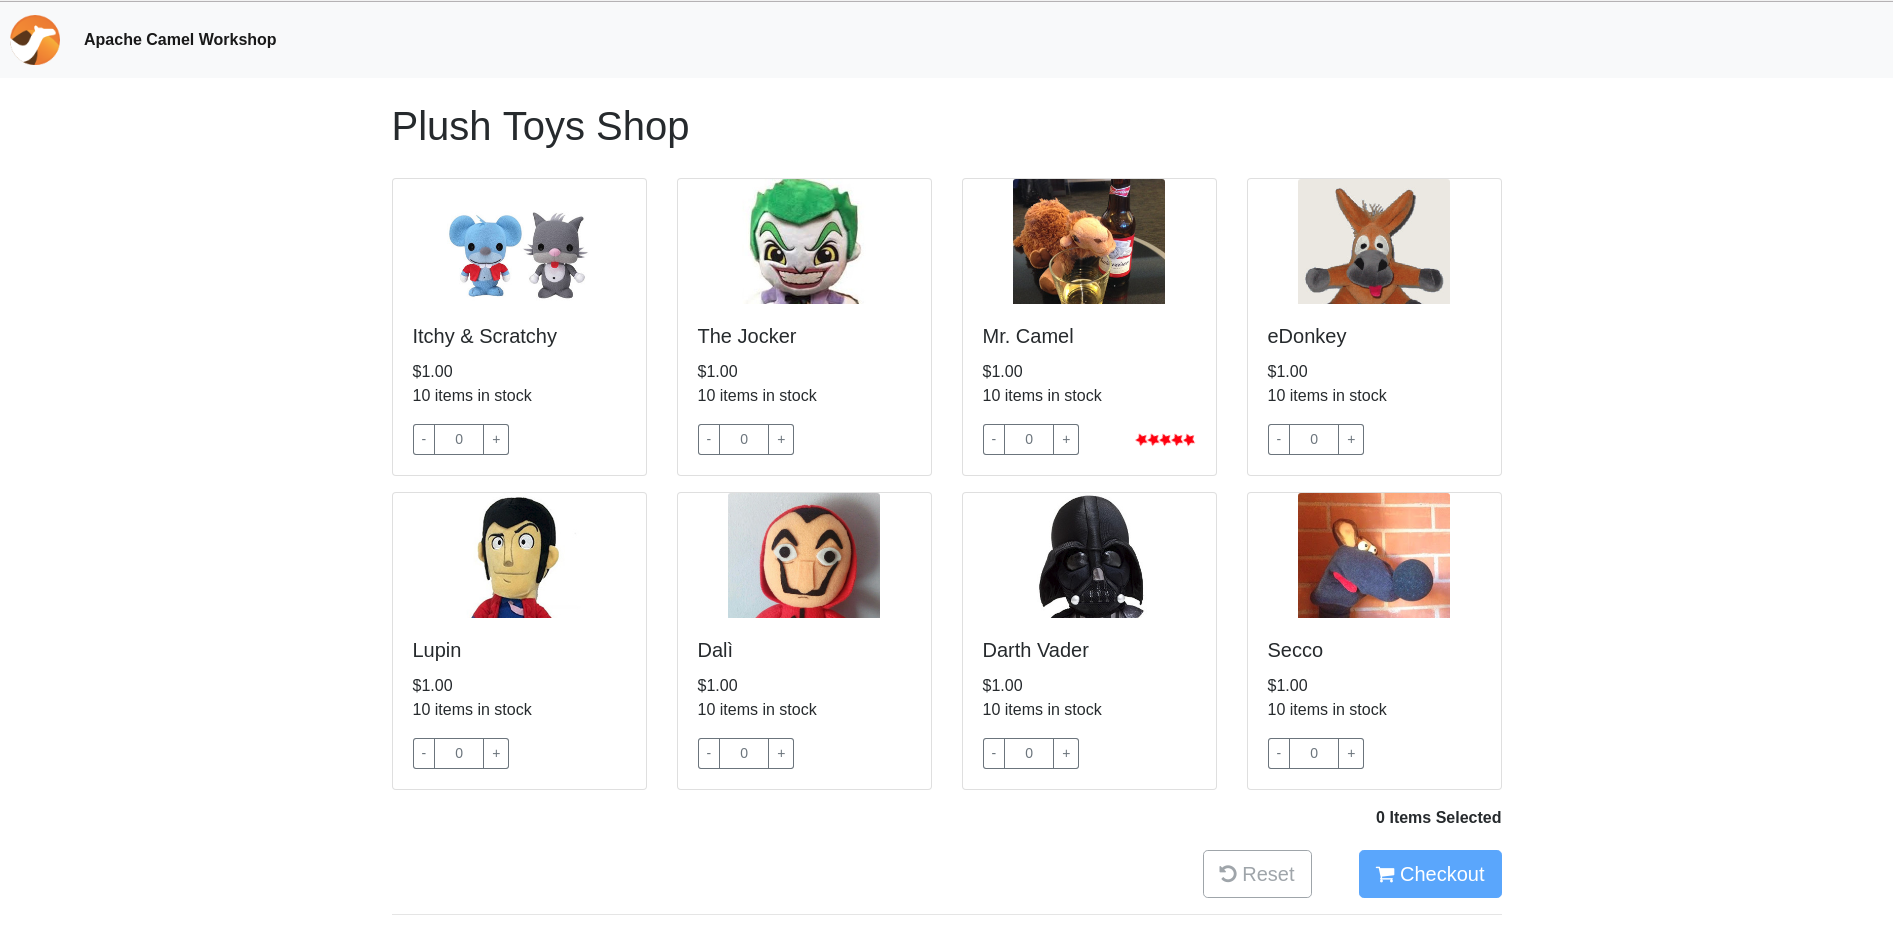 Apache Camel Workshop
Plush Toys Shop
Itchy & Scratchy
$1.00
10 items in stock
- 0 +
The Jocker
$1.00
10 items in stock
- 0 +
Mr. Camel
$1.00
10 items in stock
- 0 +
eDonkey
$1.00
10 items in stock
- 0 +
Lupin
$1.00
10 items in stock
- 0 +
Dalì
$1.00
10 items in stock
- 0 +
Darth Vader
$1.00
10 items in stock
- 0 +
Secco
$1.00
10 items in stock
- 0 +
0 Items Selected
Reset
Checkout